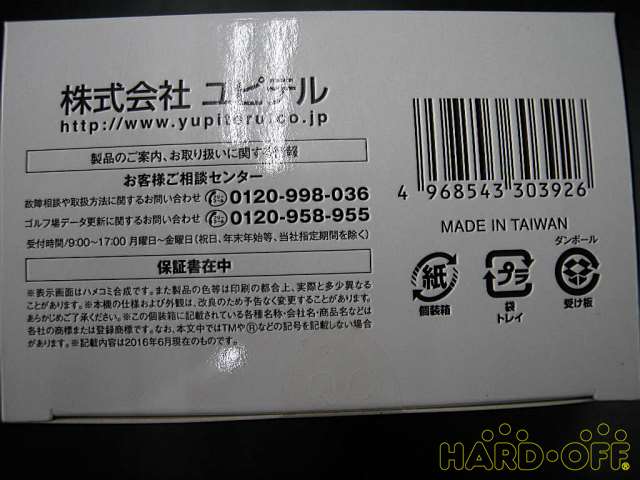 株式会社 ユピテル
http://www.yupiteru.co.jp
製品のご案内、お取り扱いに関する情報
お客様ご相談センター
故障相談や取扱方法に関するお問い合わせ 0120-998-036
ゴルフ場データ更新に関するお問い合わせ 0120-958-955
受付時間/9:00~17:00 月曜日~金曜日(祝日、年末年始等、当社指定期間を除く)
保証書在中
※表示画面はハメコミ合成です。また製品の色等は印刷の都合上、実際と多少異なる
ことがあります。※本機の仕様および外観は、改良のため予告なく変更することがあります。
あらかじめご了承ください。※この個装箱に記載されている各種名称・会社名・商品名などは
各社の商標または登録商標です。なお、本文中ではTMや®などの記号を記載しない場合
があります。※記載内容は2016年6月現在のものです。
4 968543 303926
MADE IN TAIWAN
紙
個装箱
プラ
袋
トレイ
ダンボール
受け板
HARD・OFF®